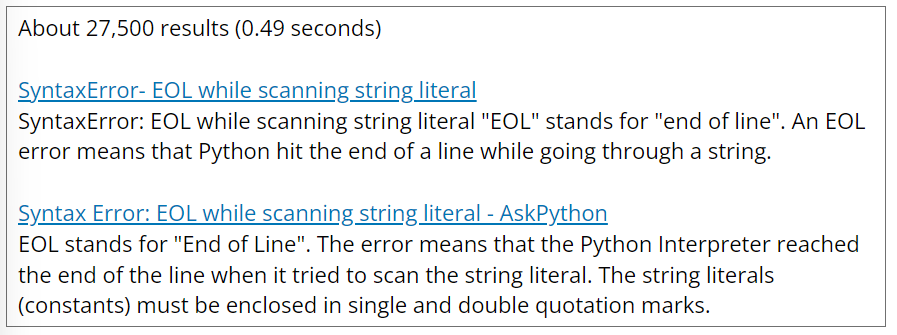 About 27,500 results (0.49 seconds)
SyntaxError- EOL while scanning string literal
SyntaxError: EOL while scanning string literal "EOL" stands for "end of line". An EOL
error means that Python hit the end of a line while going through a string.
Syntax Error: EOL while scanning string literal - AskPython
EOL stands for "End of Line". The error means that the Python Interpreter reached
the end of the line when it tried to scan the string literal. The string literals
(constants) must be enclosed in single and double quotation marks.